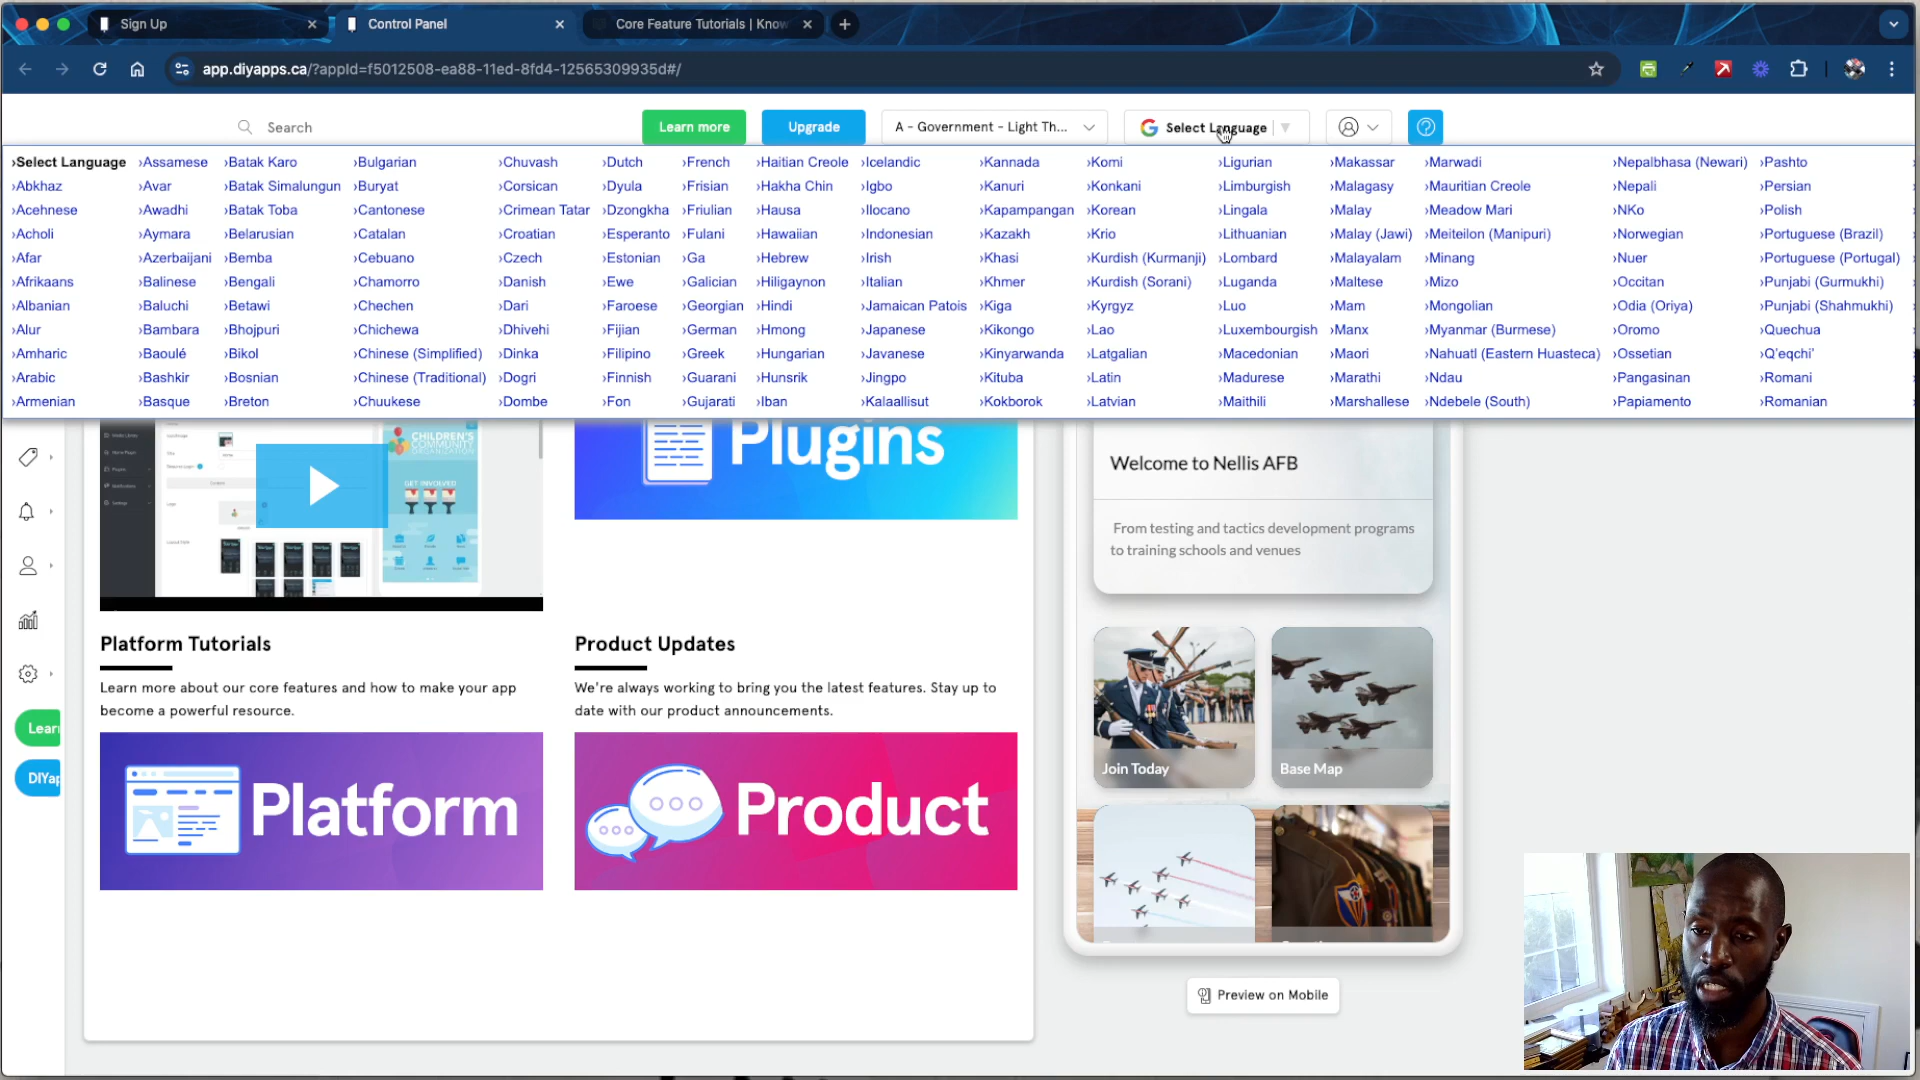 Sign Up
Control Panel
Core Feature Tutorials | Know
app.diyapps.ca/?appId=f5012508-ea88-11ed-8fd4-12565309935d#/
Search
Learn more
Upgrade
A - Government - Light Th...
Select Language
›Select Language ›Assamese ›Batak Karo ›Bulgarian ›Chuvash ›Dutch ›French ›Haitian Creole ›Icelandic ›Kannada ›Komi ›Ligurian ›Makassar ›Marwadi ›Nepalbhasa (Newari) ›Pashto
›Abkhaz ›Avar ›Batak Simalungun ›Buryat ›Corsican ›Dyula ›Frisian ›Hakha Chin ›Igbo ›Kanuri ›Konkani ›Limburgish ›Malagasy ›Mauritian Creole ›Nepali ›Persian
›Acehnese ›Awadhi ›Batak Toba ›Cantonese ›Crimean Tatar ›Dzongkha ›Friulian ›Hausa ›Ilocano ›Kapampangan ›Korean ›Lingala ›Malay ›Meadow Mari ›NKo ›Polish
›Acholi ›Aymara ›Belarusian ›Catalan ›Croatian ›Esperanto ›Fulani ›Hawaiian ›Indonesian ›Kazakh ›Krio ›Lithuanian ›Malay (Jawi) ›Meiteilon (Manipuri) ›Norwegian ›Portuguese (Brazil)
›Afar ›Azerbaijani ›Bemba ›Cebuano ›Czech ›Estonian ›Ga ›Hebrew ›Irish ›Khasi ›Kurdish (Kurmanji) ›Lombard ›Malayalam ›Minang ›Nuer ›Portuguese (Portugal)
›Afrikaans ›Balinese ›Bengali ›Chamorro ›Danish ›Ewe ›Galician ›Hiligaynon ›Italian ›Khmer ›Kurdish (Sorani) ›Luganda ›Maltese ›Mizo ›Occitan ›Punjabi (Gurmukhi)
›Albanian ›Baluchi ›Betawi ›Chechen ›Dari ›Faroese ›Georgian ›Hindi ›Jamaican Patois ›Kiga ›Kyrgyz ›Luo ›Mam ›Mongolian ›Odia (Oriya) ›Punjabi (Shahmukhi)
›Alur ›Bambara ›Bhojpuri ›Chichewa ›Dhivehi ›Fijian ›German ›Hmong ›Japanese ›Kikongo ›Lao ›Luxembourgish ›Manx ›Myanmar (Burmese) ›Oromo ›Quechua
›Amharic ›Baoulé ›Bikol ›Chinese (Simplified) ›Dinka ›Filipino ›Greek ›Hungarian ›Javanese ›Kinyarwanda ›Latgalian ›Macedonian ›Maori ›Nahuatl (Eastern Huasteca) ›Ossetian ›Q'eqchi'
›Arabic ›Bashkir ›Bosnian ›Chinese (Traditional) ›Dogri ›Finnish ›Guarani ›Hunsrik ›Jingpo ›Kituba ›Latin ›Madurese ›Marathi ›Ndau ›Pangasinan ›Romani
›Armenian ›Basque ›Breton ›Chuukese ›Dombe ›Fon ›Gujarati ›Iban ›Kalaallisut ›Kokborok ›Latvian ›Maithili ›Marshallese ›Ndebele (South) ›Papiamento ›Romanian
CHILDREN'S
COMMUNITY
ORGANIZATION
GET INVOLVED!
Plugins
Welcome to Nellis AFB
From testing and tactics development programs
to training schools and venues
Platform Tutorials
Learn more about our core features and how to make your app
become a powerful resource.
Product Updates
We're always working to bring you the latest features. Stay up to
date with our product announcements.
Lear
DIYap
Platform
Product
Join Today
Base Map
Preview on Mobile